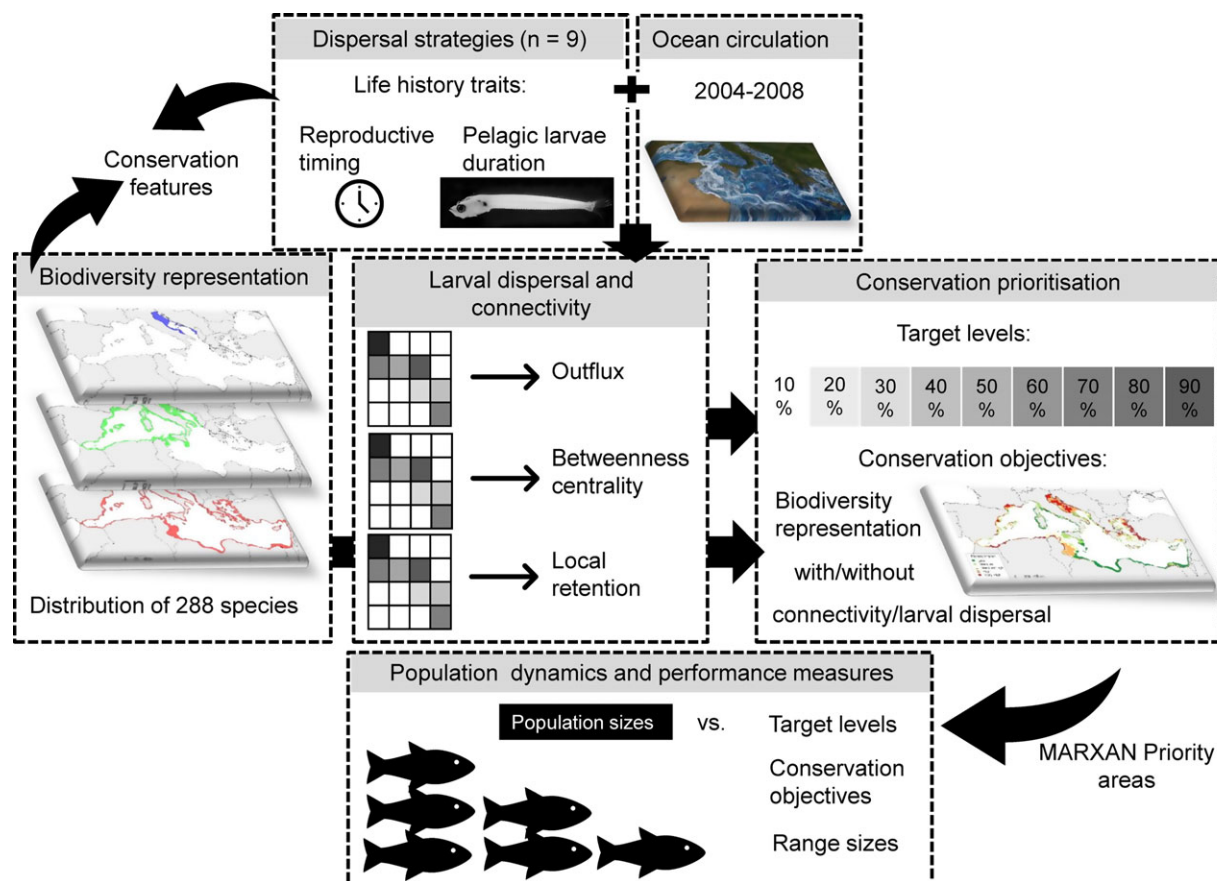 Dispersal strategies (n = 9)
Life history traits:
Reproductive
timing
Pelagic larvae
duration
Ocean circulation
2004-2008
Conservation
features
Biodiversity representation
Distribution of 288 species
Larval dispersal and
connectivity
Outflux
Betweenness
centrality
Local
retention
Conservation prioritisation
Target levels:
10 20 30 40 50 60 70 80 90
% % % % % % % % %
Conservation objectives:
Biodiversity
representation
with/without
connectivity/larval dispersal
MARXAN Priority
areas
Population dynamics and performance measures
Population sizes vs. Target levels
Conservation
objectives
Range sizes